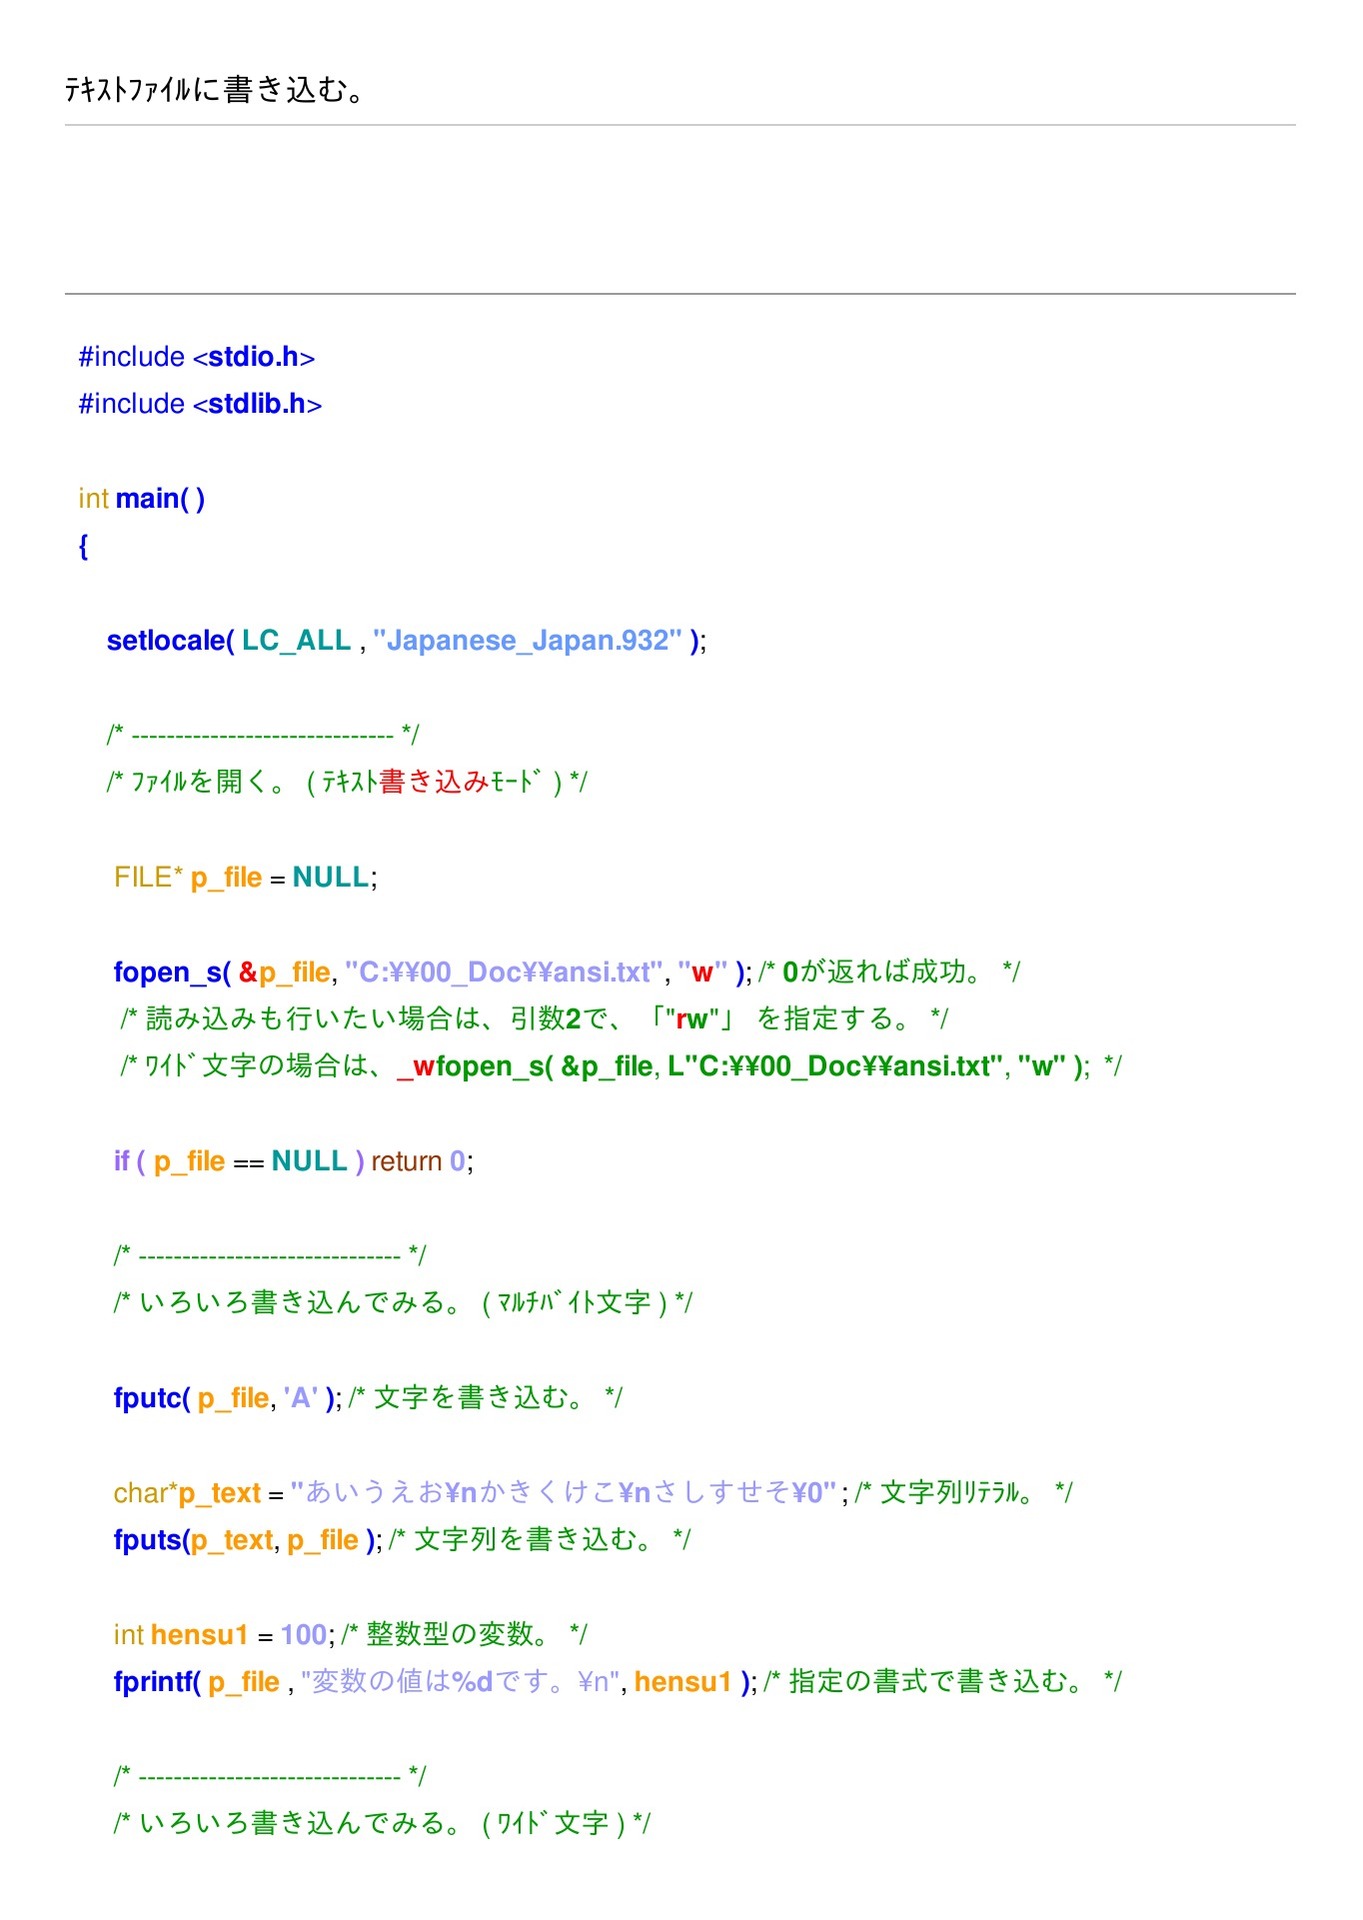 ﾃｷｽﾄﾌｧｲﾙに書き込む。
#include <stdio.h>
#include <stdlib.h>
int main( )
{
setlocale( LC_ALL , "Japanese_Japan.932" );
/* ------------------------------ */
/* ﾌｧｲﾙを開く。 ( ﾃｷｽﾄ書き込みﾓｰﾄﾞ ) */
FILE* p_file = NULL;
fopen_s( &p_file, "C:¥¥00_Doc¥¥ansi.txt", "w" ); /* 0が返れば成功。 */
/* 読み込みも行いたい場合は、引数2で、「"rw"」 を指定する。 */
/* ﾜｲﾄﾞ文字の場合は、_wfopen_s( &p_file, L"C:¥¥00_Doc¥¥ansi.txt", "w" );  */
if ( p_file == NULL ) return 0;
/* ------------------------------ */
/* いろいろ書き込んでみる。 ( ﾏﾙﾁﾊﾞｲﾄ文字 ) */
fputc( p_file, 'A' ); /* 文字を書き込む。 */
char*p_text = "あいうえお¥nかきくけこ¥nさしすせそ¥0" ; /* 文字列ﾘﾃﾗﾙ。 */
fputs(p_text, p_file ); /* 文字列を書き込む。 */
int hensu1 = 100; /* 整数型の変数。 */
fprintf( p_file , "変数の値は%dです。¥n", hensu1 ); /* 指定の書式で書き込む。 */
/* ------------------------------ */
/* いろいろ書き込んでみる。 ( ﾜｲﾄﾞ文字 ) */